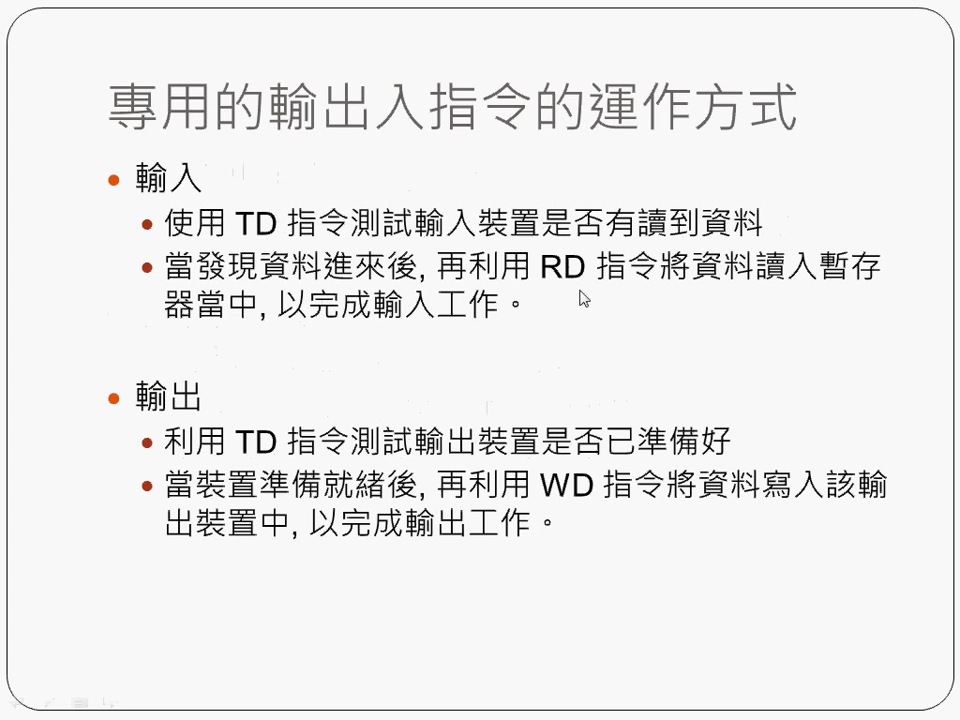 專用的輸出入指令的運作方式
輸入
使用 TD 指令測試輸入裝置是否有讀到資料
當發現資料進來後, 再利用 RD 指令將資料讀入暫存
器當中, 以完成輸入工作。
輸出
利用 TD 指令測試輸出裝置是否已準備好
當裝置準備就緒後, 再利用 WD 指令將資料寫入該輸
出裝置中, 以完成輸出工作。